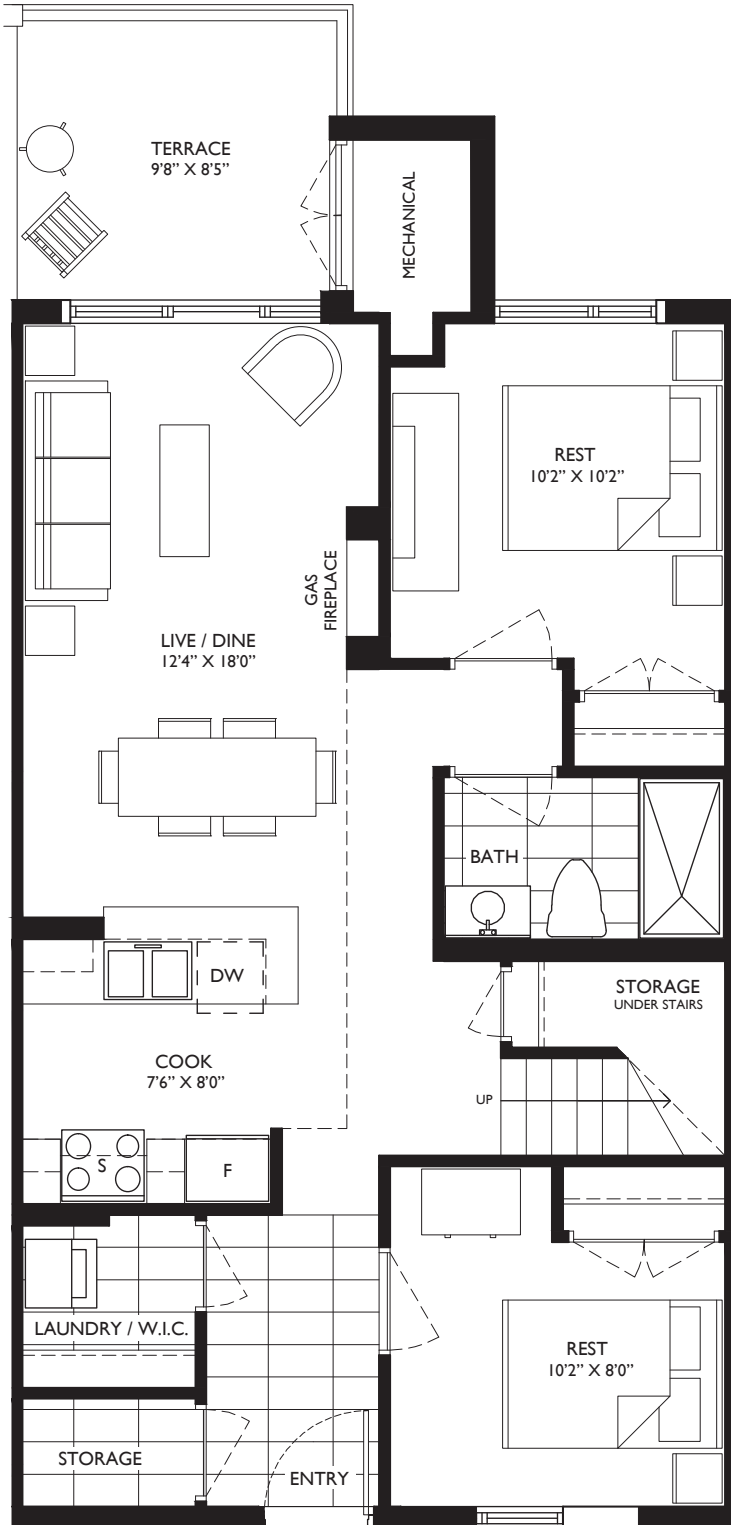 TERRACE
9'8” X 8'5”
MECHANICAL
REST
10'2” X 10'2”
GAS
FIREPLACE
LIVE / DINE
12'4” X 18'0”
BATH
DW
STORAGE
UNDER STAIRS
COOK
7'6” X 8'0”
UP
S
F
LAUNDRY / W.I.C.
REST
10'2” X 8'0”
STORAGE
ENTRY